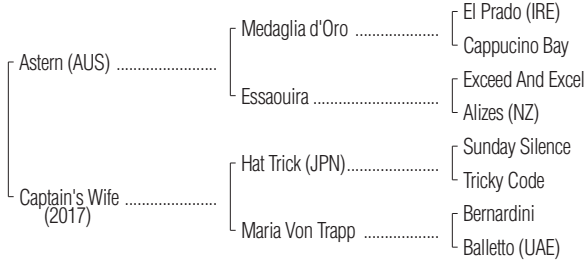 El Prado (IRE)
Medaglia d'Oro ....................
Cappucino Bay
Astern (AUS) ........................
Exceed And Excel
Essaouira ..............................
Alizes (NZ)
Sunday Silence
Hat Trick (JPN)......................
Tricky Code
Captain's Wife ......................
(2017)
Bernardini
Maria Von Trapp ..................
Balletto (UAE)